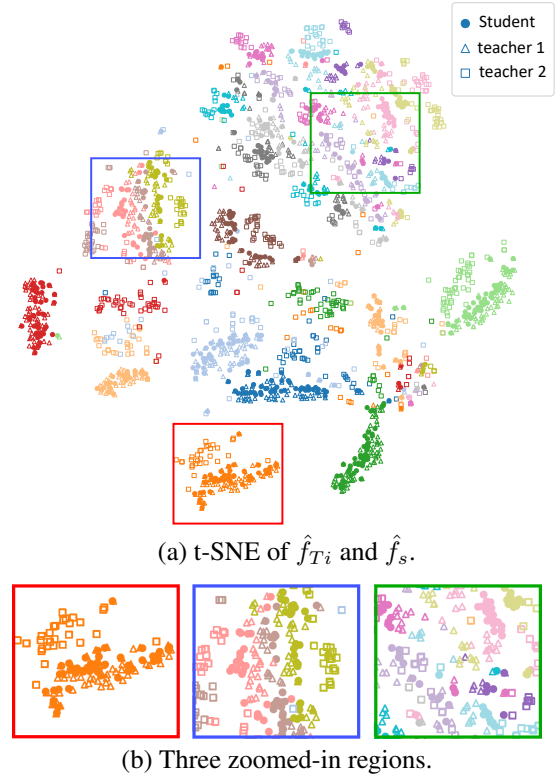 Student
teacher 1
teacher 2
(a) t-SNE of $\hat{f}_{Ti}$ and $\hat{f}_s$.
(b) Three zoomed-in regions.